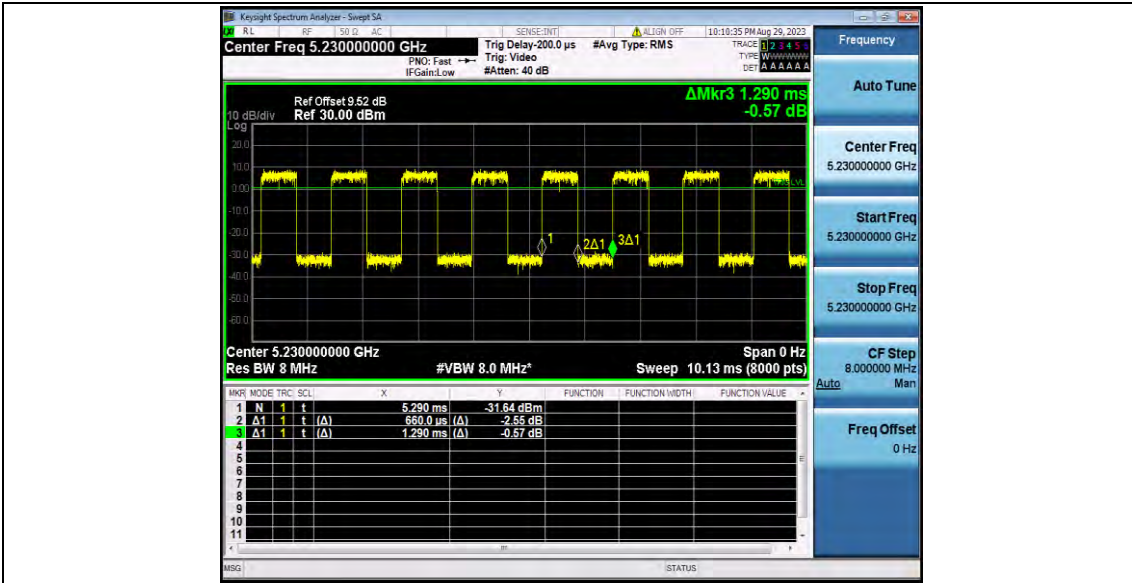 Keysight Spectrum Analyzer - Swept SA
RL RF 50 Ω AC SENSE:INT ALIGN OFF 10:10:35 PM Aug 29, 2023
Center Freq 5.230000000 GHz
PNO: Fast
IFGain:Low
Trig Delay-200.0 µs
Trig: Video
#Atten: 40 dB
#Avg Type: RMS
TRACE 1 2 3 4 5 6
TYPE WWWWWW
DET A A A A A A
ΔMkr3 1.290 ms
-0.57 dB
Ref Offset 9.52 dB
10 dB/div Ref 30.00 dBm
Log
20.0
10.0
0.00
-10.0
-20.0
-30.0
-40.0
-50.0
-60.0
1
2Δ1
3Δ1
Center 5.230000000 GHz Span 0 Hz
Res BW 8 MHz #VBW 8.0 MHz* Sweep 10.13 ms (8000 pts)
MKR MODE TRC SCL X Y FUNCTION FUNCTION WIDTH FUNCTION VALUE
1 N 1 t 5.290 ms -31.64 dBm
2 Δ1 1 t (Δ) 660.0 µs (Δ) -2.55 dB
3 Δ1 1 t (Δ) 1.290 ms (Δ) -0.57 dB
4
5
6
7
8
9
10
11
MSG STATUS
Frequency
Auto Tune
Center Freq
5.230000000 GHz
Start Freq
5.230000000 GHz
Stop Freq
5.230000000 GHz
CF Step
8.000000 MHz
Auto Man
Freq Offset
0 Hz